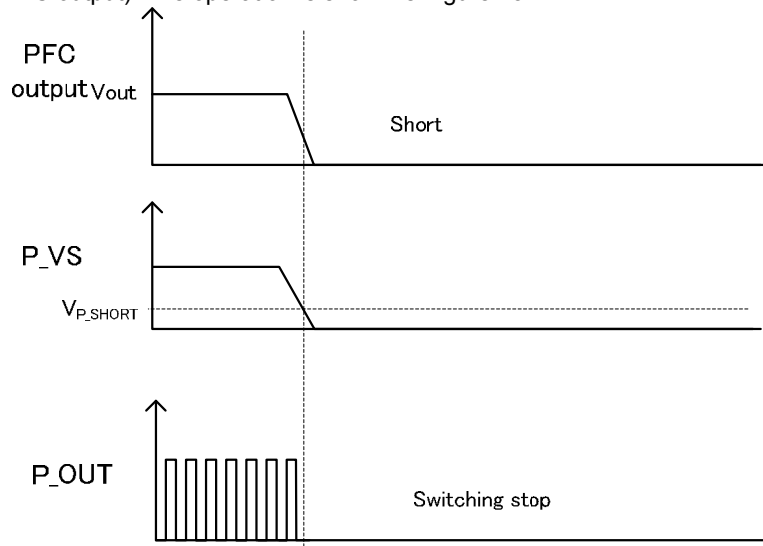 PFC
output Vout
Short
P_VS
VP_SHORT
P_OUT
Switching stop